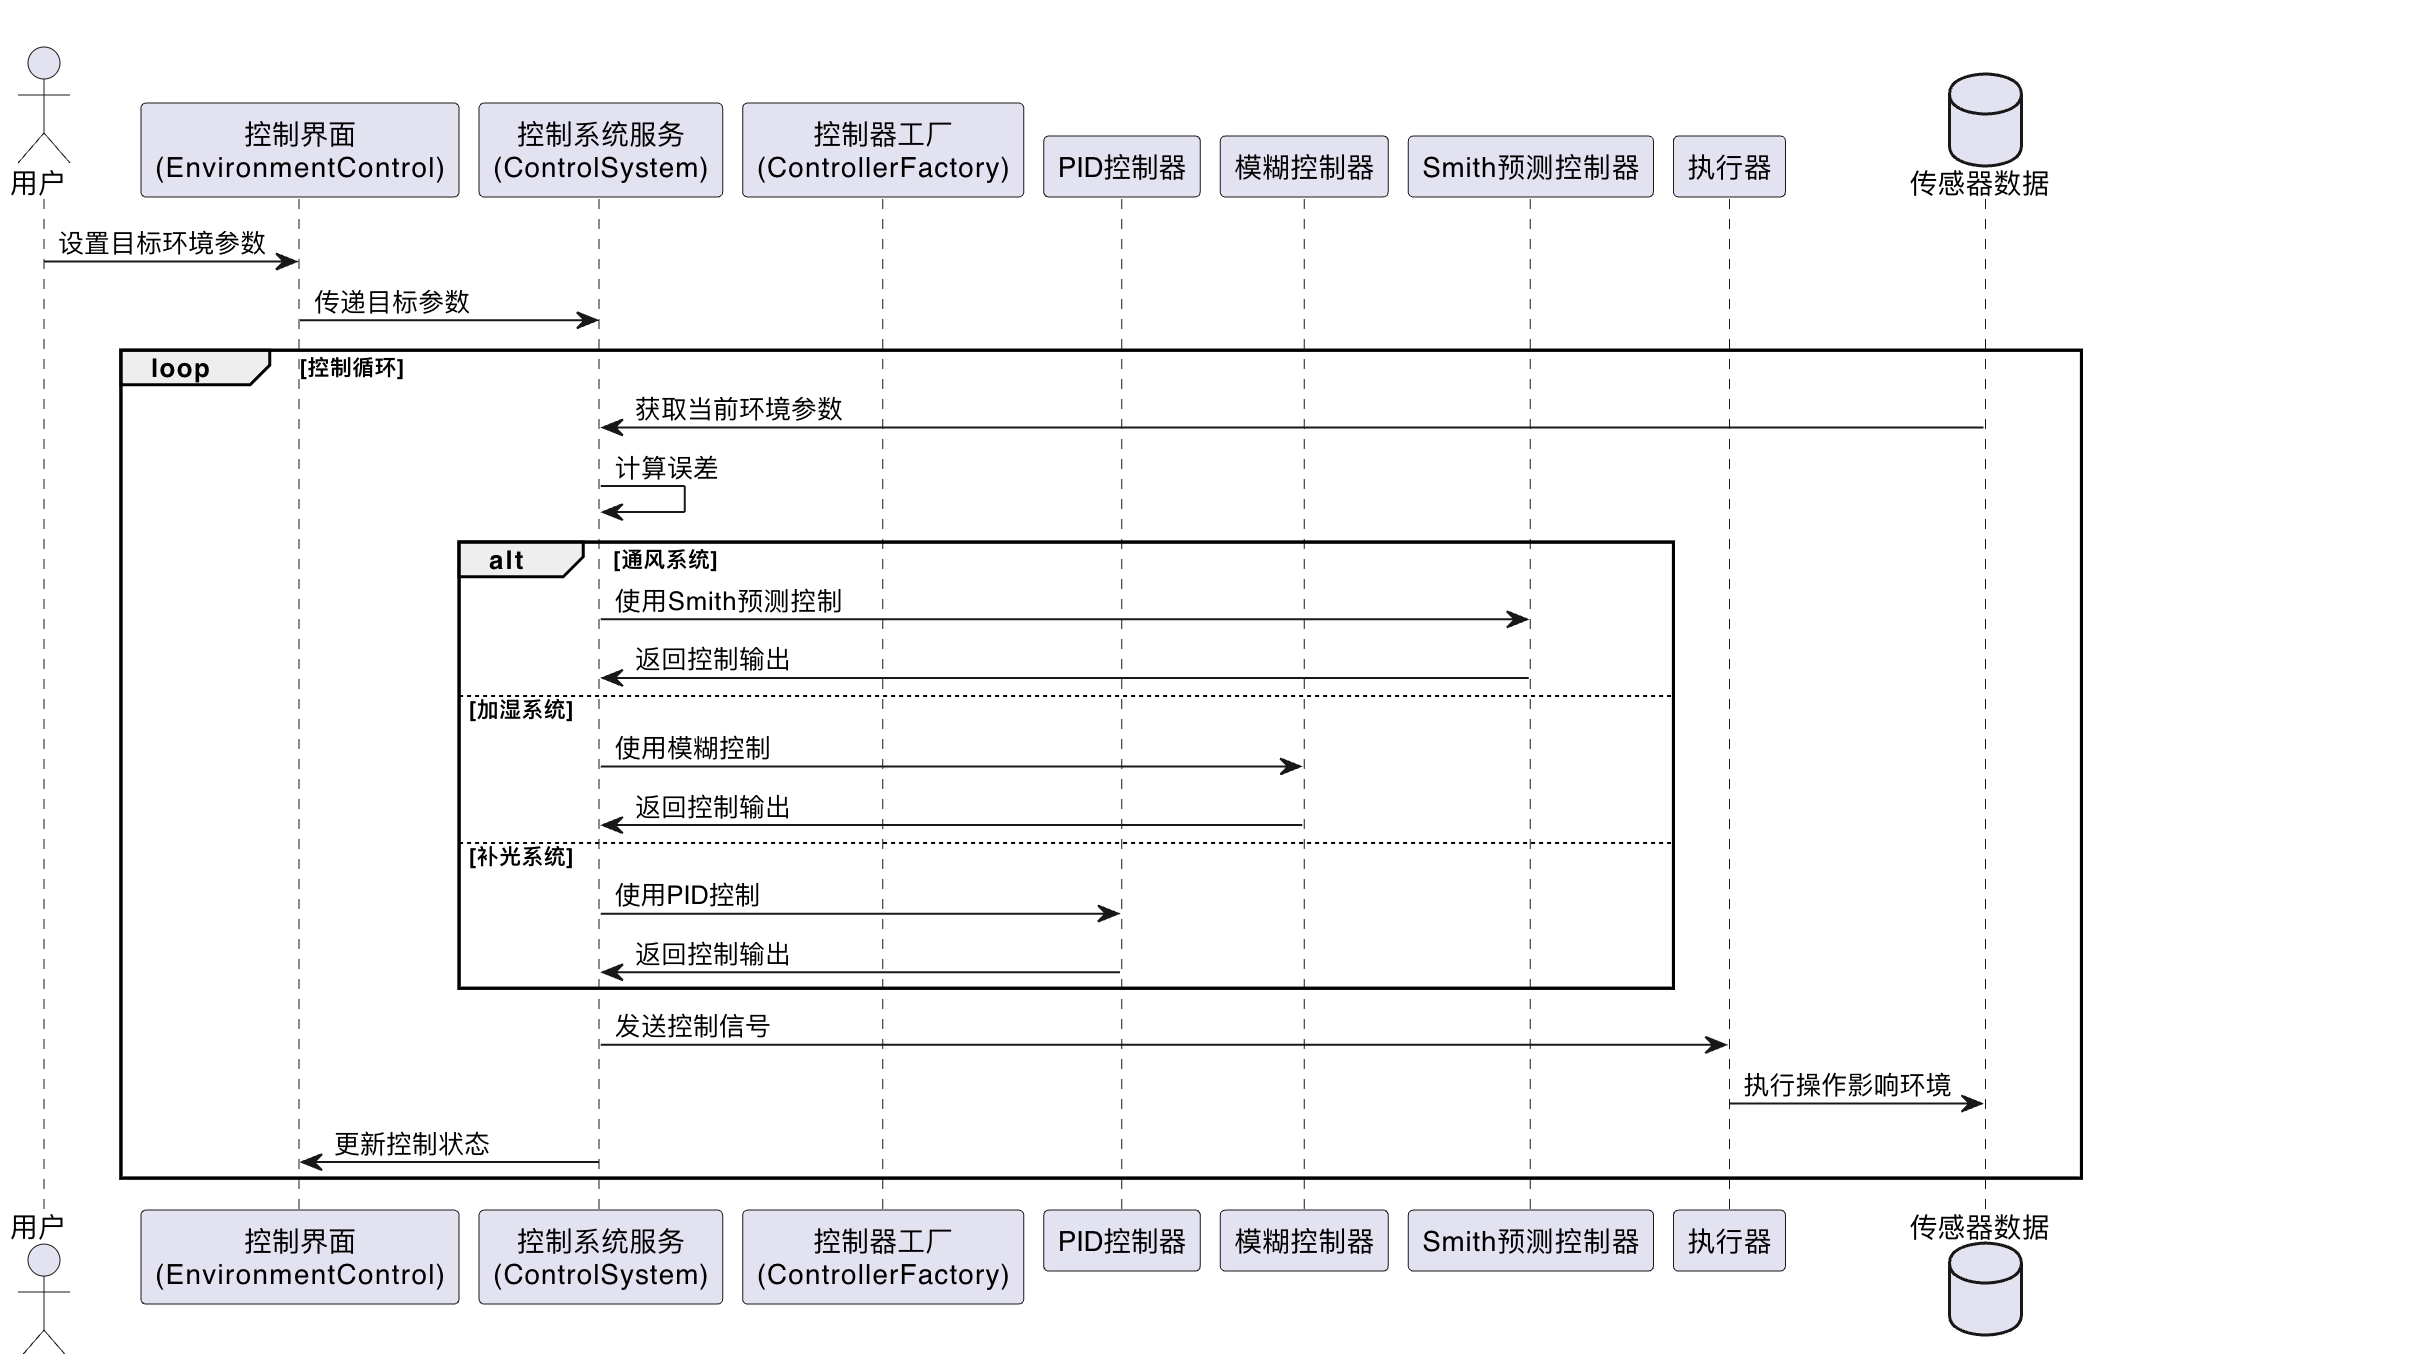 用户
控制界面
(EnvironmentControl)
控制系统服务
(ControlSystem)
控制器工厂
(ControllerFactory)
PID控制器
模糊控制器
Smith预测控制器
执行器
传感器数据
设置目标环境参数
传递目标参数
loop [控制循环]
获取当前环境参数
计算误差
alt [通风系统]
使用Smith预测控制
返回控制输出
[加湿系统]
使用模糊控制
返回控制输出
[补光系统]
使用PID控制
返回控制输出
发送控制信号
执行操作影响环境
更新控制状态
用户
控制界面
(EnvironmentControl)
控制系统服务
(ControlSystem)
控制器工厂
(ControllerFactory)
PID控制器
模糊控制器
Smith预测控制器
执行器
传感器数据